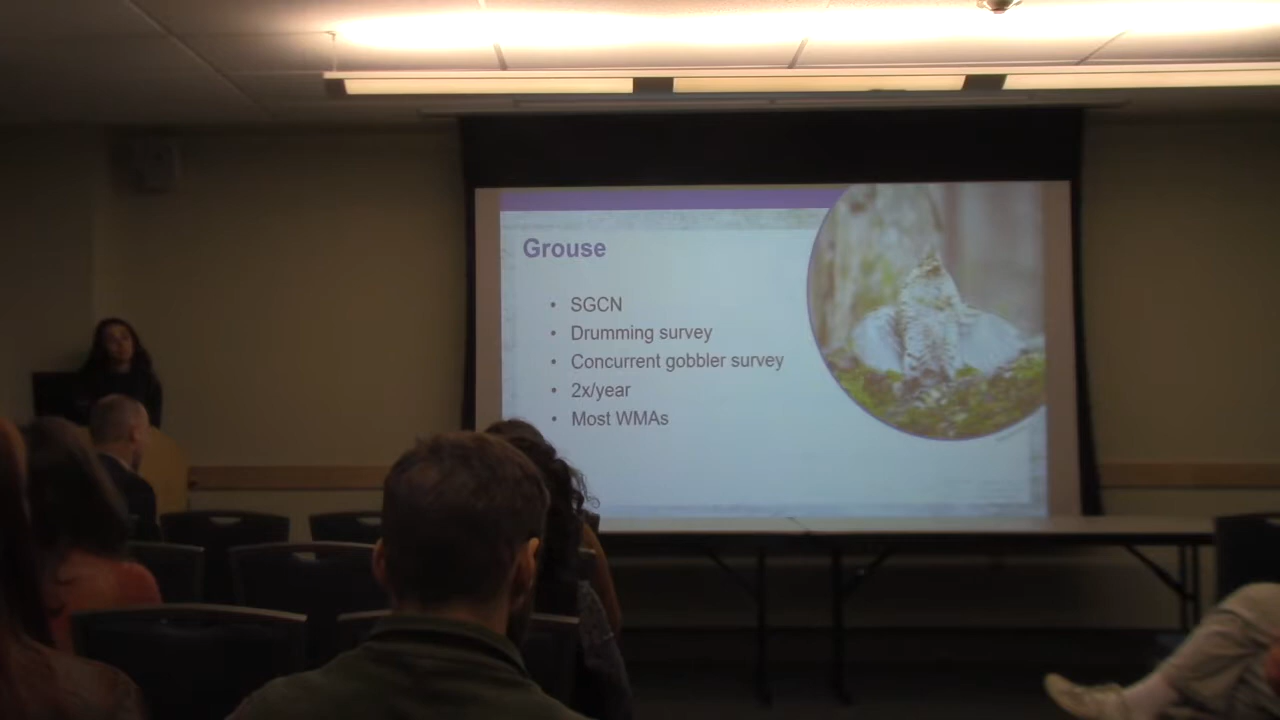 Grouse
• SGCN
• Drumming survey
• Concurrent gobbler survey
• 2x/year
• Most WMAs